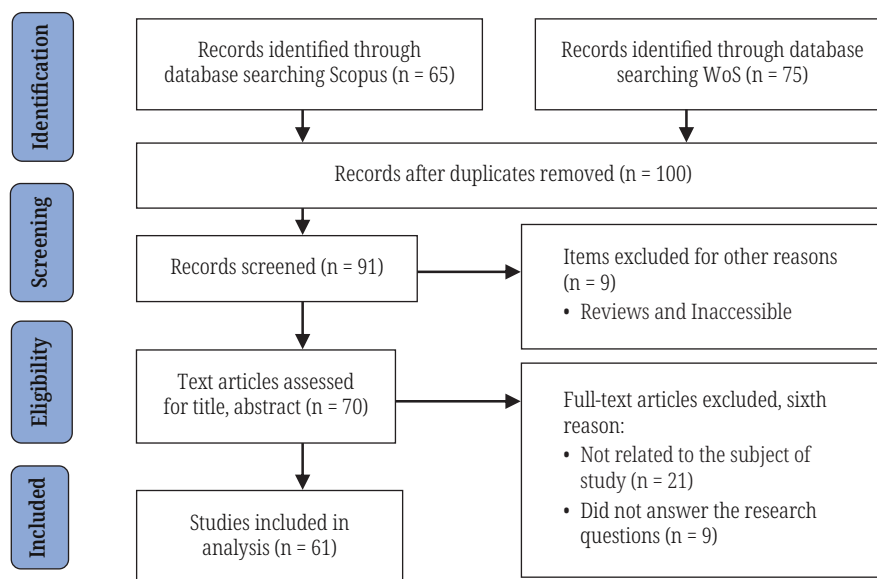 Identification
Records identified through
database searching Scopus (n = 65)
Records identified through database
searching WoS (n = 75)
Records after duplicates removed (n = 100)
Screening
Records screened (n = 91)
Items excluded for other reasons
(n = 9)
• Reviews and Inaccessible
Eligibility
Text articles assessed
for title, abstract (n = 70)
Full-text articles excluded, sixth
reason:
• Not related to the subject of
study (n = 21)
• Did not answer the research
questions (n = 9)
Included
Studies included in
analysis (n = 61)